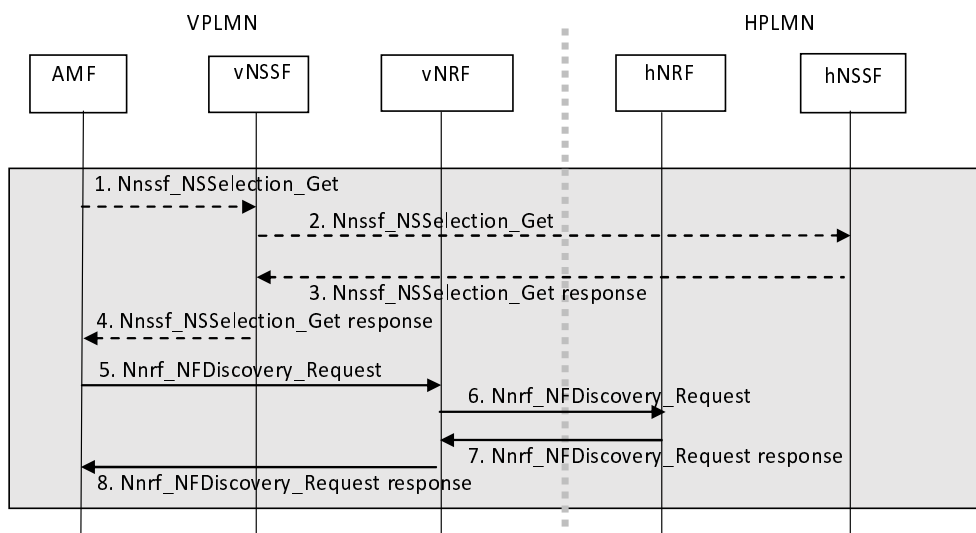 VPLMN
HPLMN
AMF
vNSSF
vNRF
hNRF
hNSSF
1. Nnssf_NSSelection_Get
2. Nnssf_NSSelection_Get
3. Nnssf_NSSelection_Get response
4. Nnssf_NSSelection_Get response
5. Nnrf_NFDiscovery_Request
6. Nnrf_NFDiscovery_Request
7. Nnrf_NFDiscovery_Request response
8. Nnrf_NFDiscovery_Request response